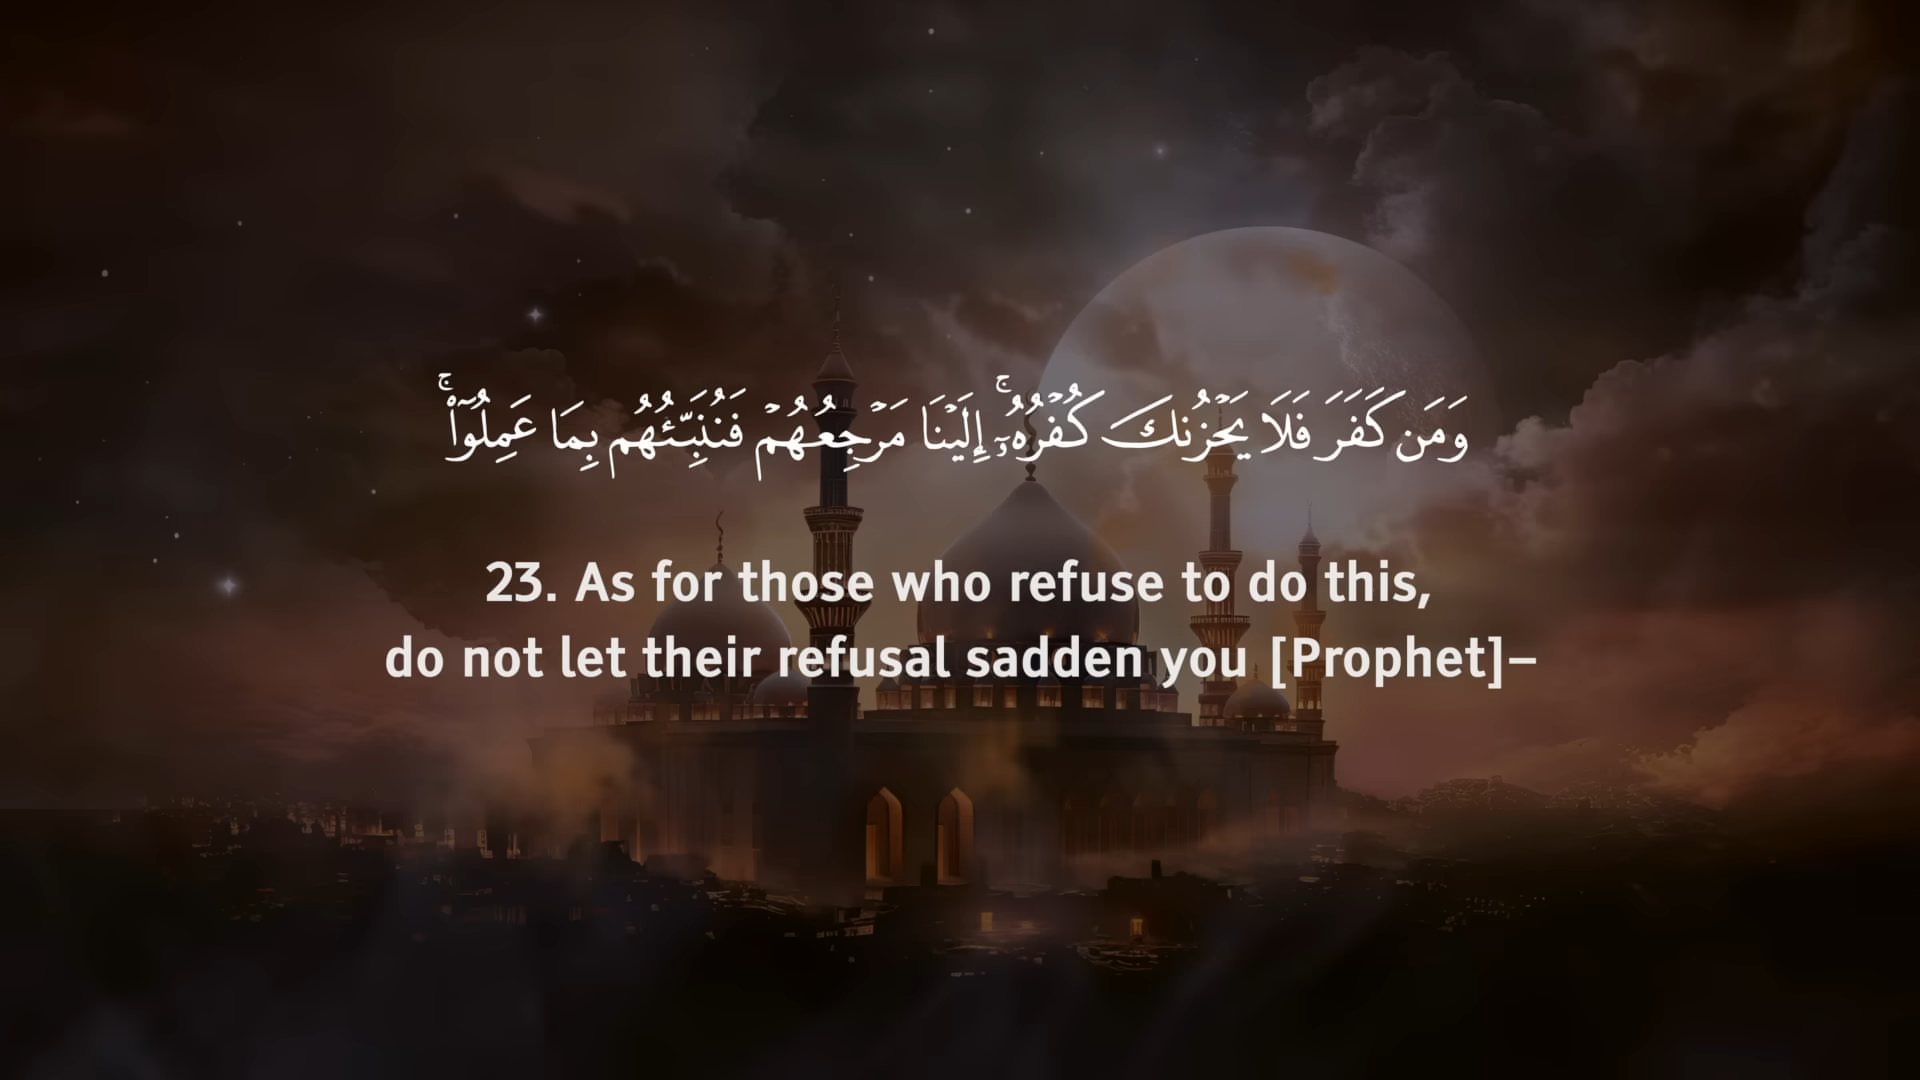 وَمَن كَفَرَ فَلَا يَحۡزُنكَ كُفۡرُهُۥٓۚ إِلَيۡنَا مَرۡجِعُهُمۡ فَنُنَبِّئُهُم بِمَا عَمِلُوٓاْۚ
23. As for those who refuse to do this,
do not let their refusal sadden you [Prophet]–